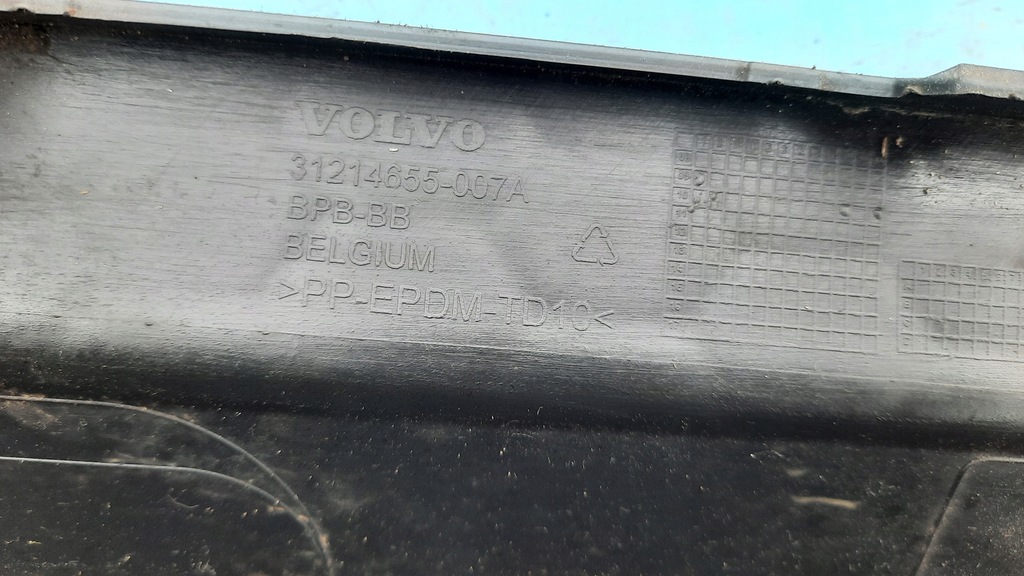 VOLVO
31214655-007A
BPB-BB
BELGIUM
>PP-EPDM-TD10<